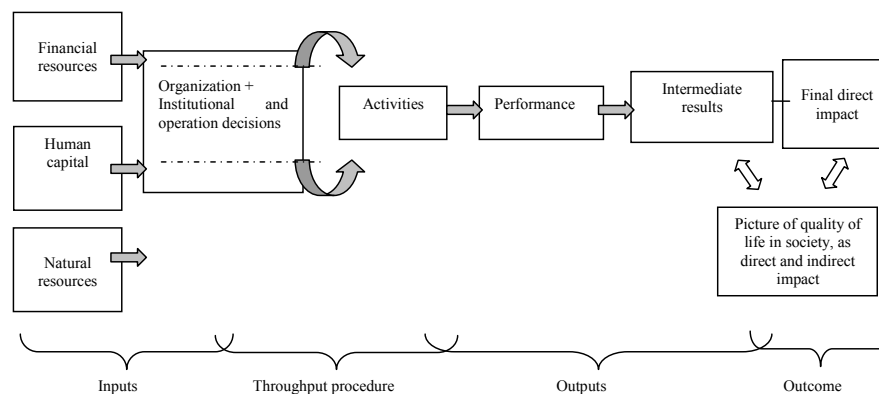 Financial
resources
Organization +
Institutional and
operation decisions
Human
capital
Natural
resources
Activities
Performance
Intermediate
results
Final direct
impact
Picture of quality of
life in society, as
direct and indirect
impact
Inputs
Throughput procedure
Outputs
Outcome